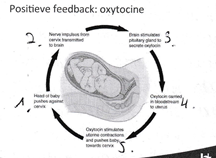 Positieve feedback: oxytocine
2.
Nerve impulses from
cervix transmitted
to brain
3.
Brain stimulates
pituitary gland to
secrete oxytocin
1.
Head of baby
pushes against
cervix
Oxytocin carried
in bloodstream
to uterus
4.
Oxytocin stimulates
uterine contractions
and pushes baby
towards cervix
5.